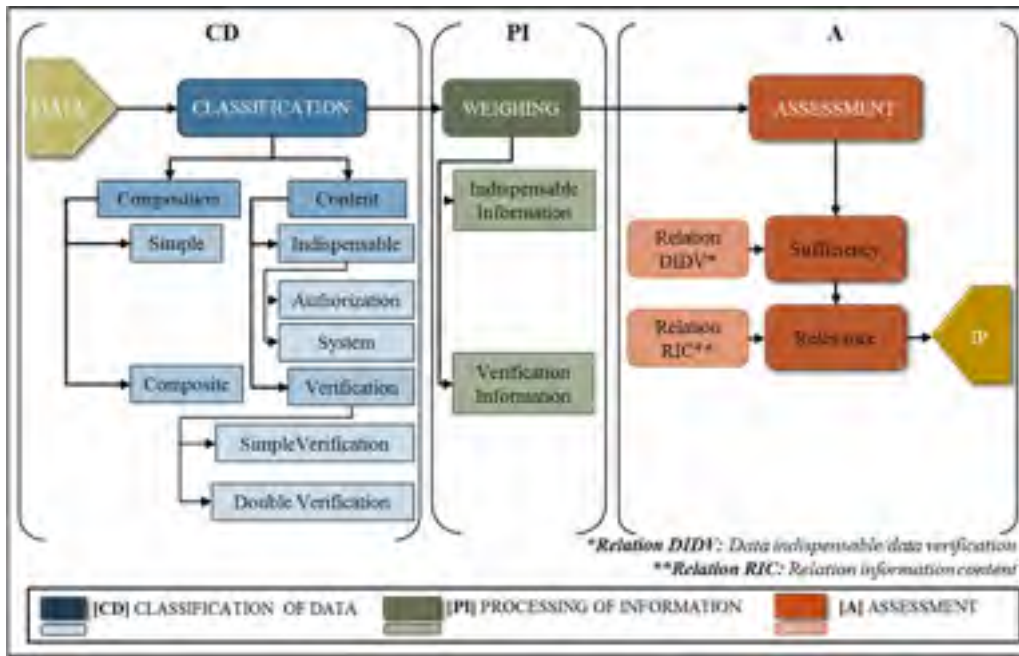 CD
PI
A
DATA
CLASSIFICATION
WEIGHING
ASSESSMENT
Composition
Content
Simple
Indispensable
Authorization
System
Composite
Verification
SimpleVerification
Double Verification
Indispensable
Information
Verification
Information
Relation
DIDV*
Sufficiency
Relation
RIC**
Relevance
IP
*Relation DIDV: Data indispensable/data verification
**Relation RIC: Relation information content
[CD] CLASSIFICATION OF DATA
[PI] PROCESSING OF INFORMATION
[A] ASSESSMENT